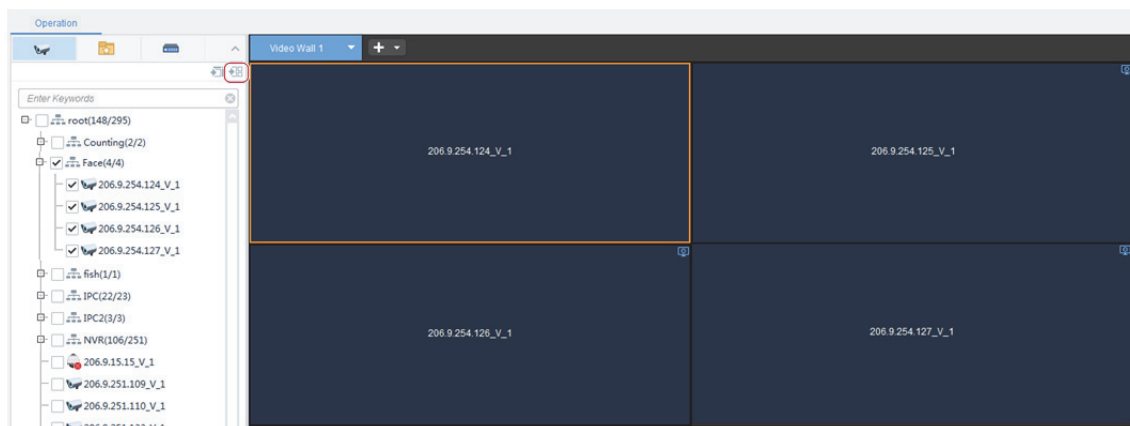 Operation
Video Wall 1
Enter Keywords
root(148/295)
Counting(2/2)
Face(4/4)
206.9.254.124_V_1
206.9.254.125_V_1
206.9.254.126_V_1
206.9.254.127_V_1
fish(1/1)
IPC(22/23)
IPC2(3/3)
NVR(106/251)
206.9.15.15_V_1
206.9.251.109_V_1
206.9.251.110_V_1
206.9.254.124_V_1
206.9.254.125_V_1
206.9.254.126_V_1
206.9.254.127_V_1